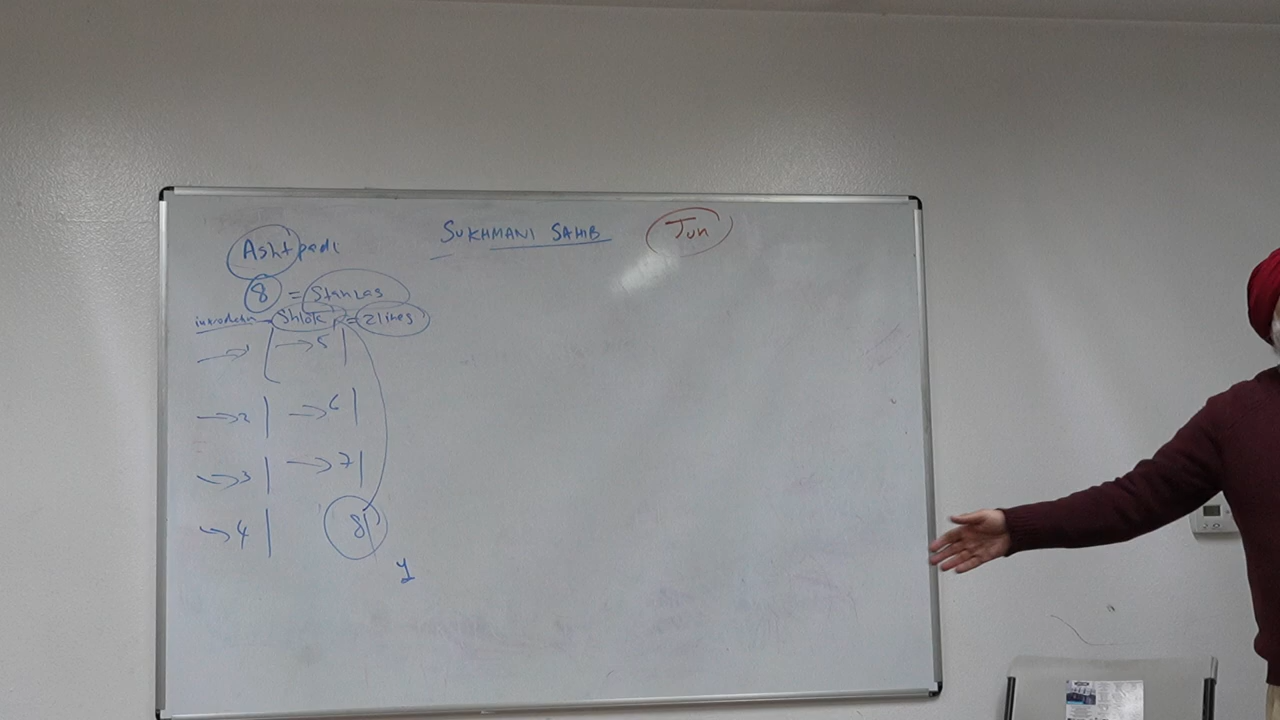 SUKHMANI SAHIB Jun
Ashtpadi
8 = Stanzas
introduction Shlok = 2 lines
→ 1 → 5
→ 2 → 6
→ 3 → 7
→ 4 8